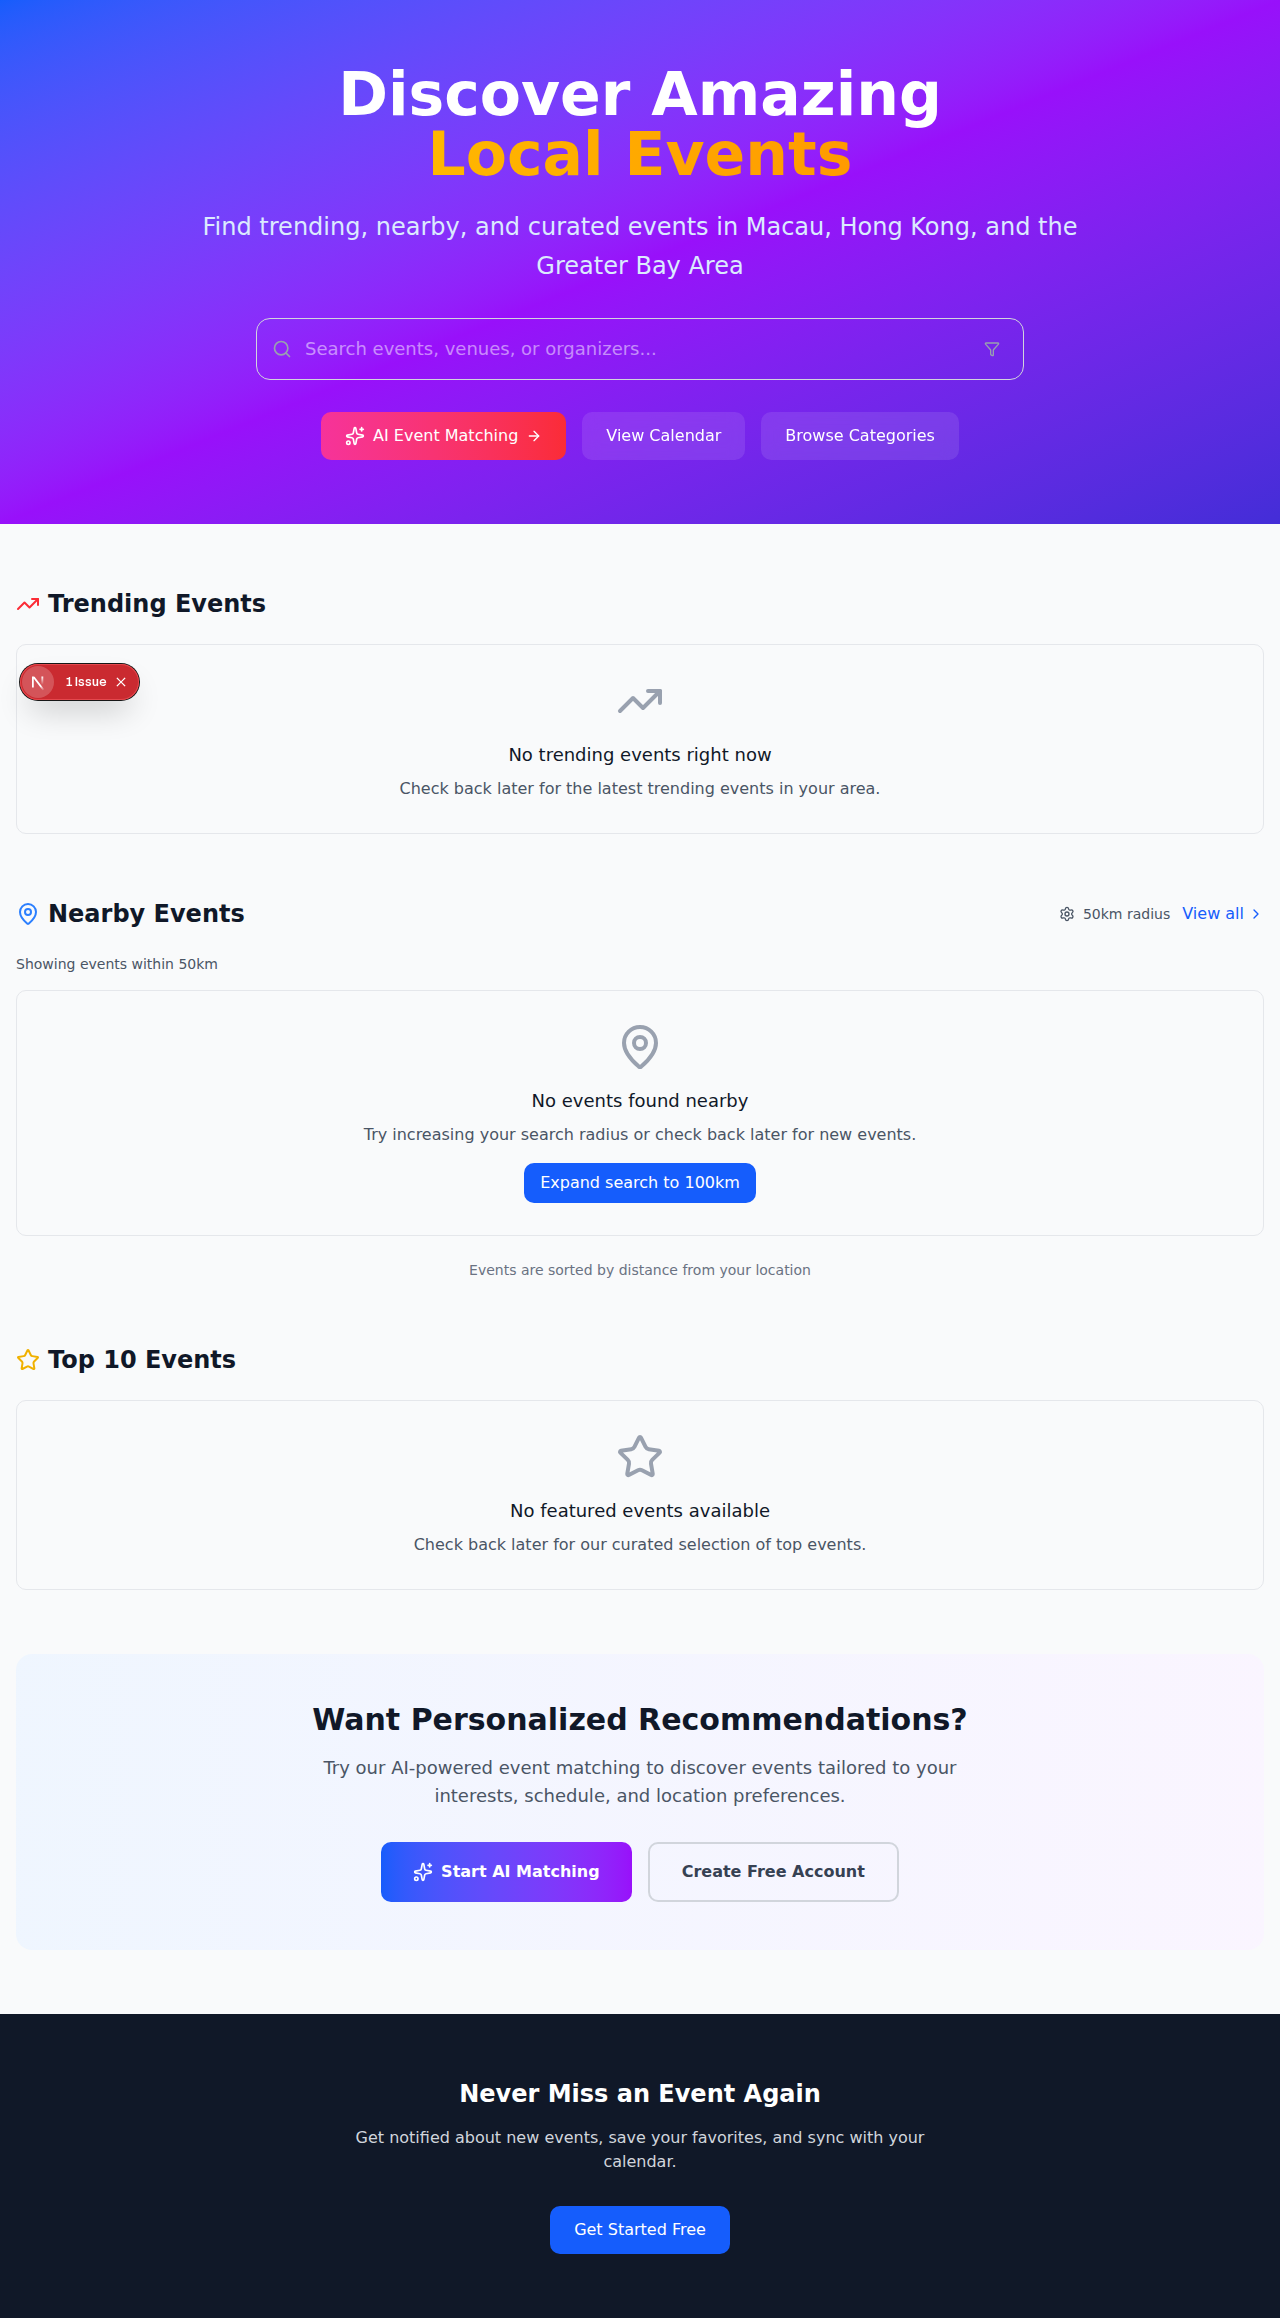 Discover Amazing
Local Events
Find trending, nearby, and curated events in Macau, Hong Kong, and the
Greater Bay Area
Search events, venues, or organizers...
AI Event Matching
View Calendar
Browse Categories
Trending Events
N
1 Issue
No trending events right now
Check back later for the latest trending events in your area.
Nearby Events
50km radius
View all
Showing events within 50km
No events found nearby
Try increasing your search radius or check back later for new events.
Expand search to 100km
Events are sorted by distance from your location
Top 10 Events
No featured events available
Check back later for our curated selection of top events.
Want Personalized Recommendations?
Try our AI-powered event matching to discover events tailored to your
interests, schedule, and location preferences.
Start AI Matching
Create Free Account
Never Miss an Event Again
Get notified about new events, save your favorites, and sync with your
calendar.
Get Started Free